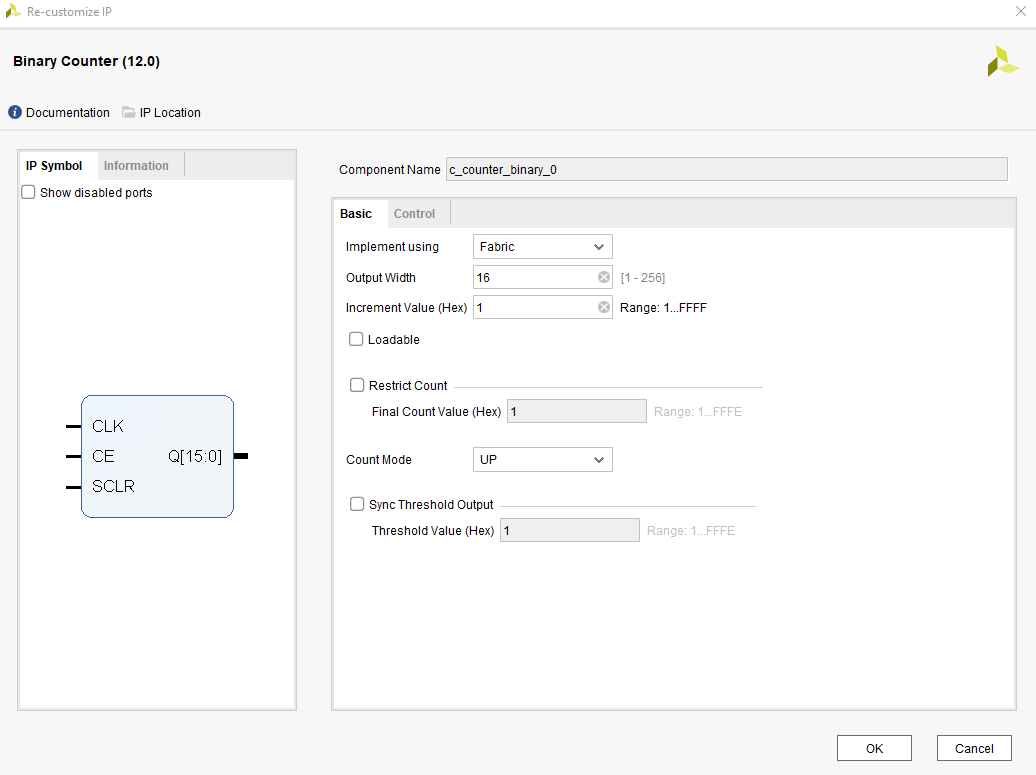 Re-customize IP
Binary Counter (12.0)
Documentation IP Location
IP Symbol Information
Show disabled ports
CLK
CE Q[15:0]
SCLR
Component Name c_counter_binary_0
Basic Control
Implement using Fabric
Output Width 16 [1 - 256]
Increment Value (Hex) 1 Range: 1...FFFF
Loadable
Restrict Count
Final Count Value (Hex) 1 Range: 1...FFFE
Count Mode UP
Sync Threshold Output
Threshold Value (Hex) 1 Range: 1...FFFE
OK Cancel